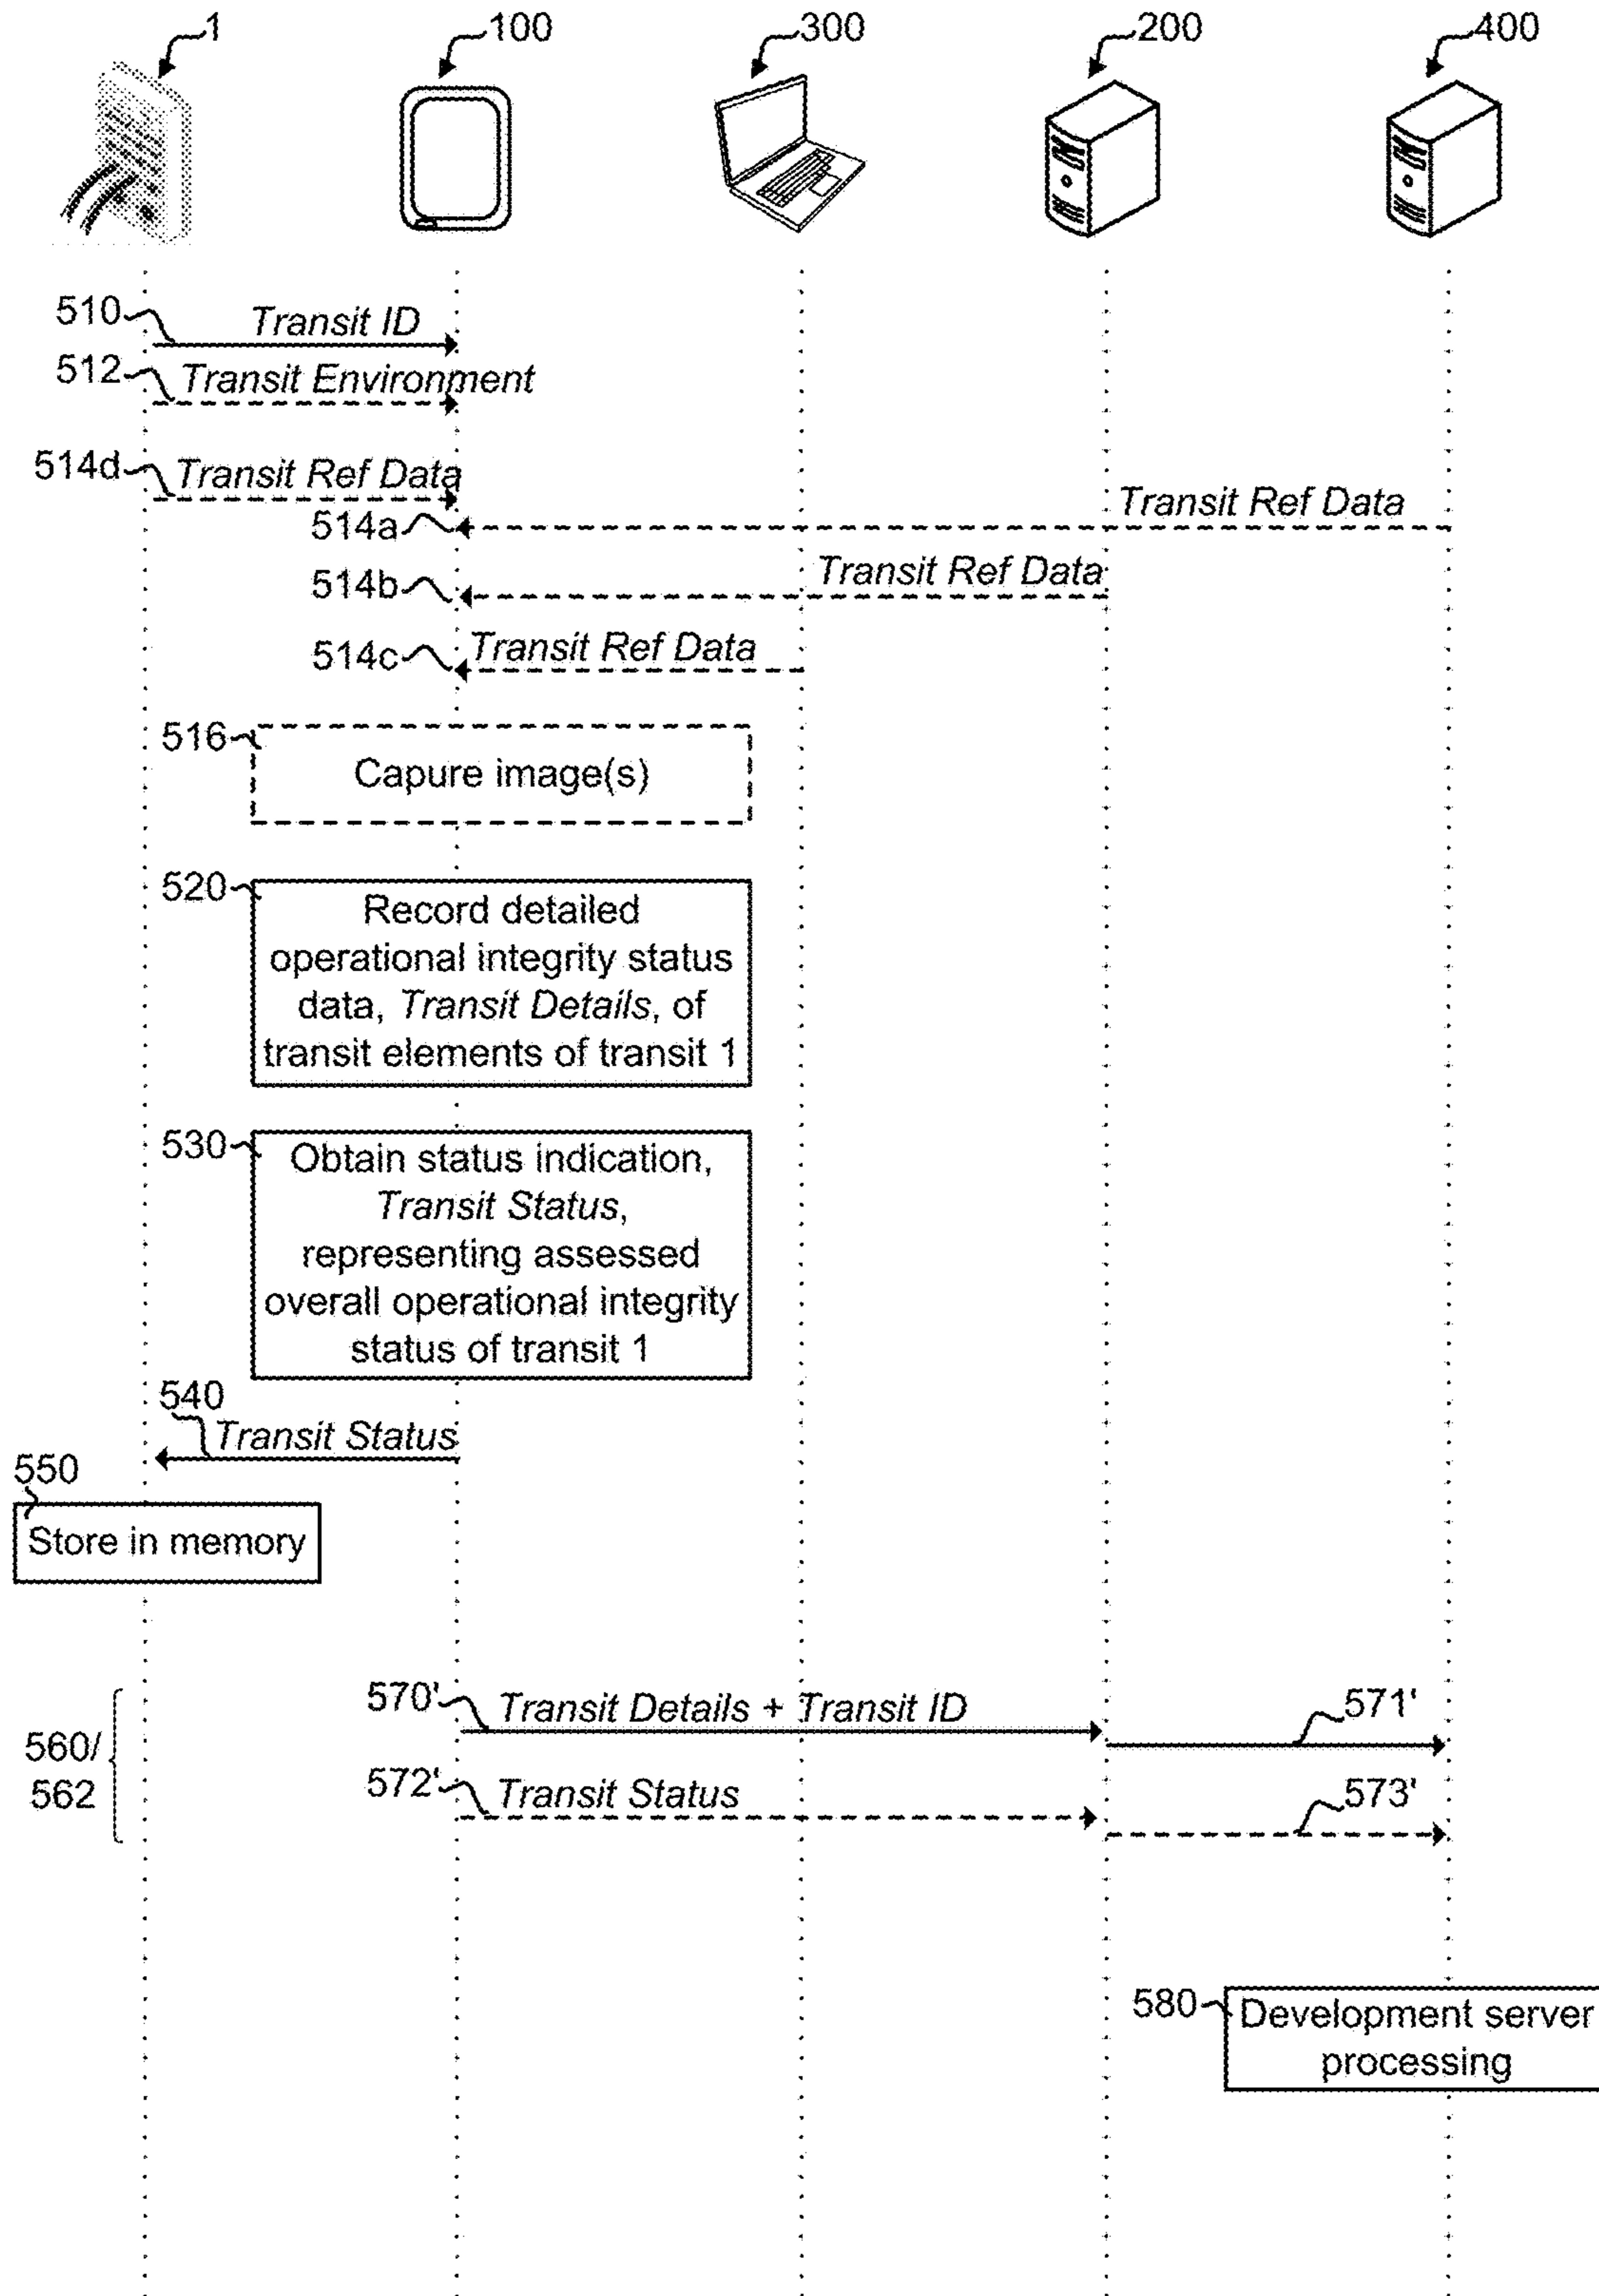 1
100
300
200
400
510
Transit ID
512
Transit Environment
514d
Transit Ref Data
Transit Ref Data
514a
Transit Ref Data
514b
Transit Ref Data
514c
516
Capure image(s)
520
Record detailed
operational integrity status
data, Transit Details, of
transit elements of transit 1
530
Obtain status indication,
Transit Status,
representing assessed
overall operational integrity
status of transit 1
540
Transit Status
550
Store in memory
570'
Transit Details + Transit ID
571'
560/
562
572'
Transit Status
573'
580
Development server
processing